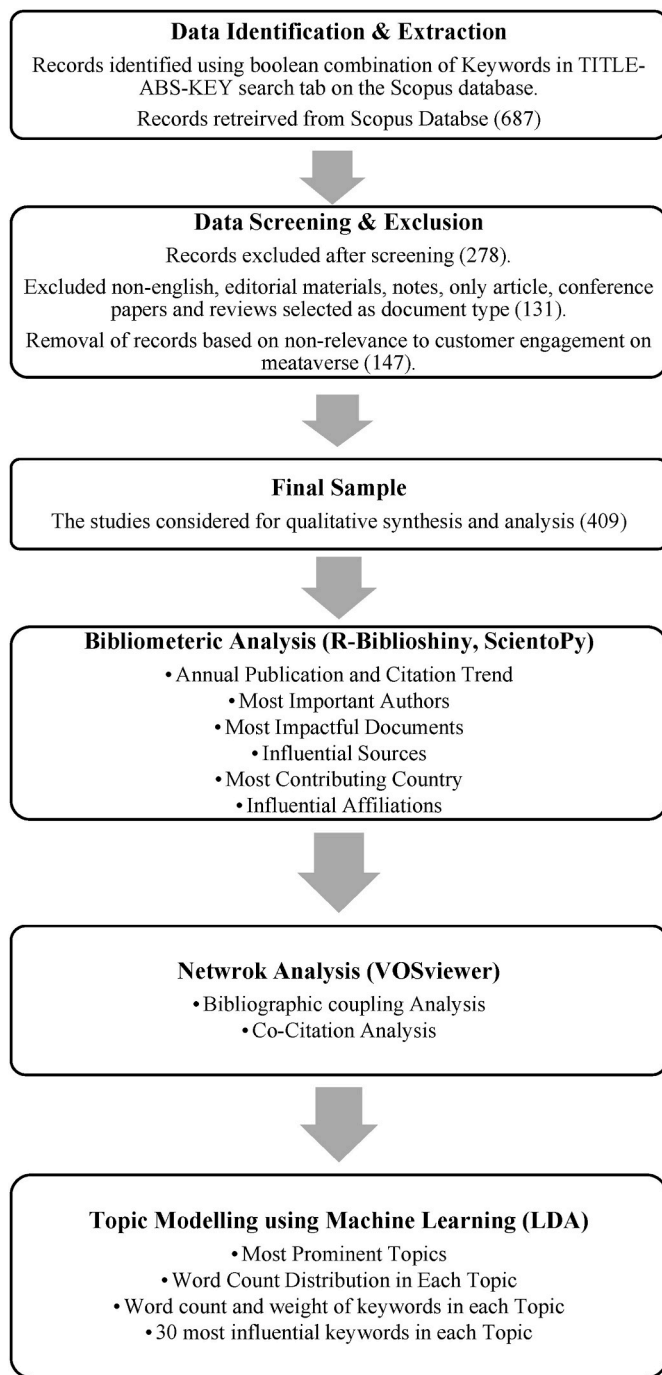 Data Identification & Extraction
Records identified using boolean combination of Keywords in TITLE-
ABS-KEY search tab on the Scopus database.
Records retreirved from Scopus Databse (687)
Data Screening & Exclusion
Records excluded after screening (278).
Excluded non-english, editorial materials, notes, only article, conference
papers and reviews selected as document type (131).
Removal of records based on non-relevance to customer engagement on
meataverse (147).
Final Sample
The studies considered for qualitative synthesis and analysis (409)
Bibliometeric Analysis (R-Biblioshiny, ScientoPy)
• Annual Publication and Citation Trend
• Most Important Authors
• Most Impactful Documents
• Influential Sources
• Most Contributing Country
• Influential Affiliations
Netwrok Analysis (VOSviewer)
• Bibliographic coupling Analysis
• Co-Citation Analysis
Topic Modelling using Machine Learning (LDA)
• Most Prominent Topics
• Word Count Distribution in Each Topic
• Word count and weight of keywords in each Topic
• 30 most influential keywords in each Topic